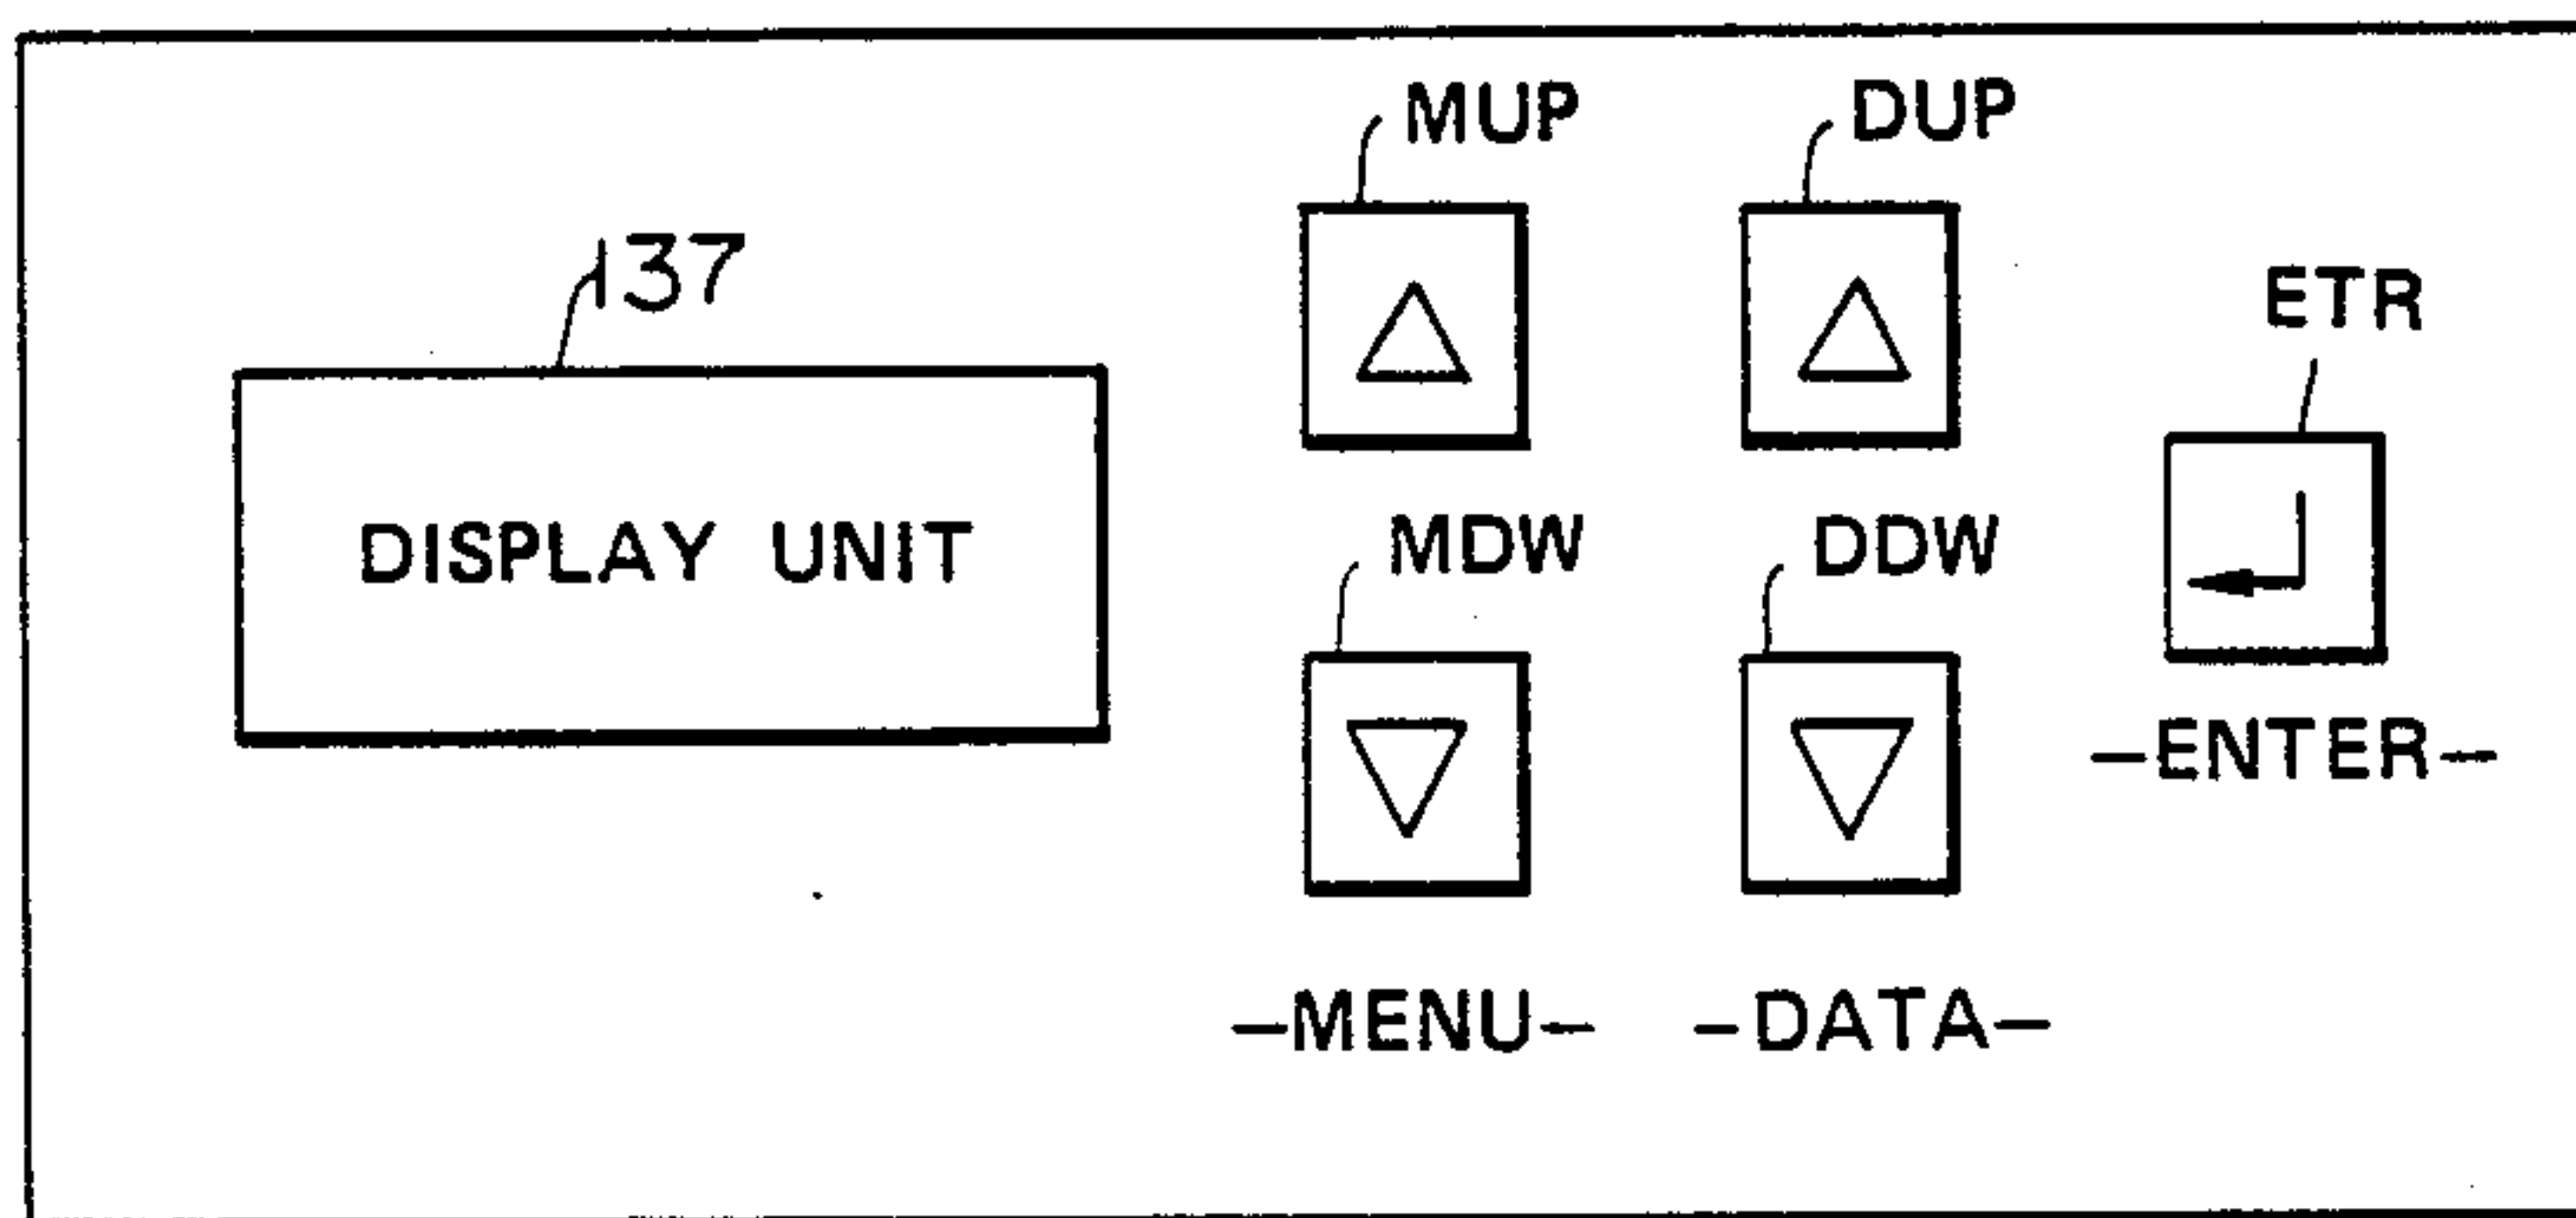 MUP DUP
137
ETR
DISPLAY UNIT
MDW DDW
-ENTER-
-MENU- -DATA-